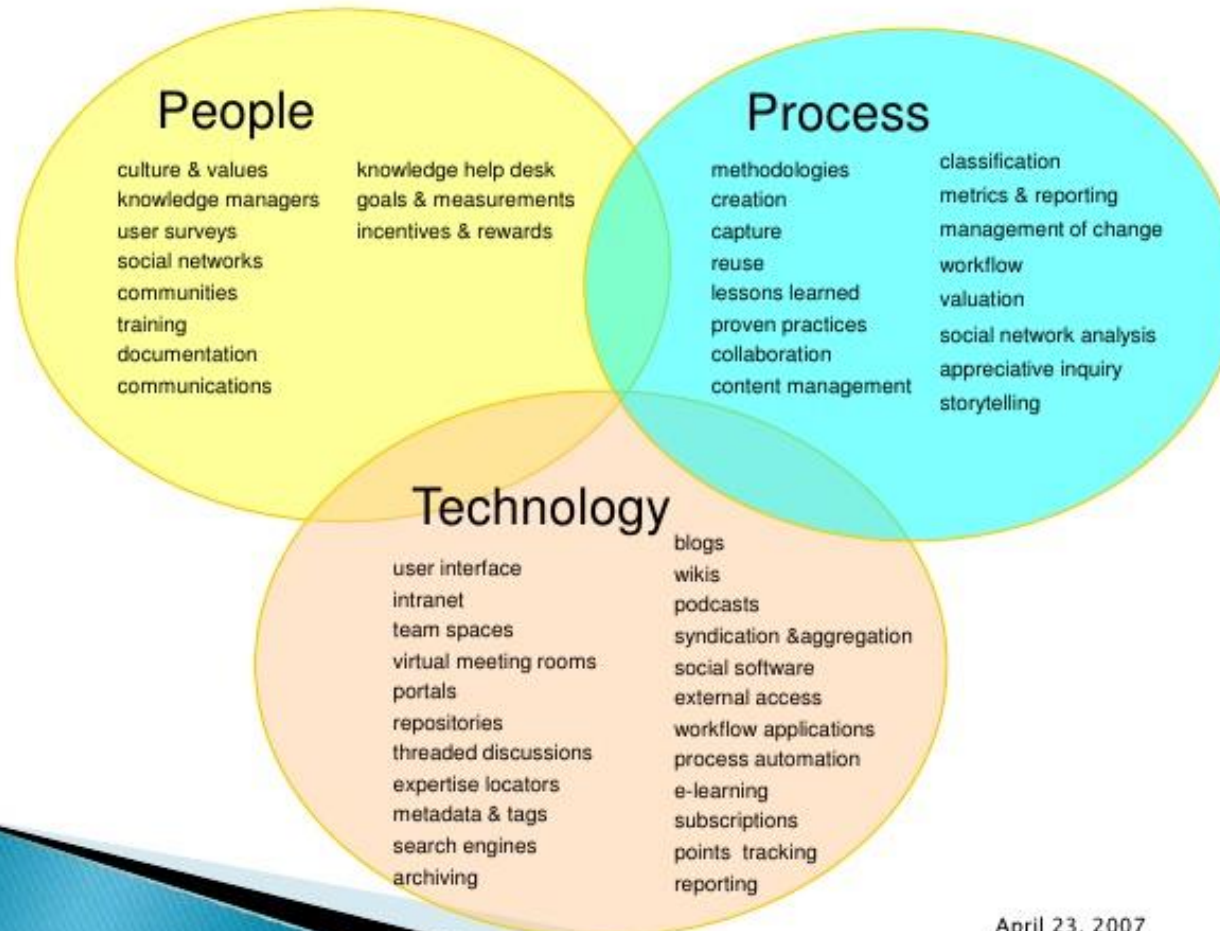 People
culture & values
knowledge managers
user surveys
social networks
communities
training
documentation
communications
knowledge help desk
goals & measurements
incentives & rewards
Process
methodologies
creation
capture
reuse
lessons learned
proven practices
collaboration
content management
classification
metrics & reporting
management of change
workflow
valuation
social network analysis
appreciative inquiry
storytelling
Technology
user interface
intranet
team spaces
virtual meeting rooms
portals
repositories
threaded discussions
expertise locators
metadata & tags
search engines
archiving
blogs
wikis
podcasts
syndication &aggregation
social software
external access
workflow applications
process automation
e-learning
subscriptions
points tracking
reporting
April 23, 2007